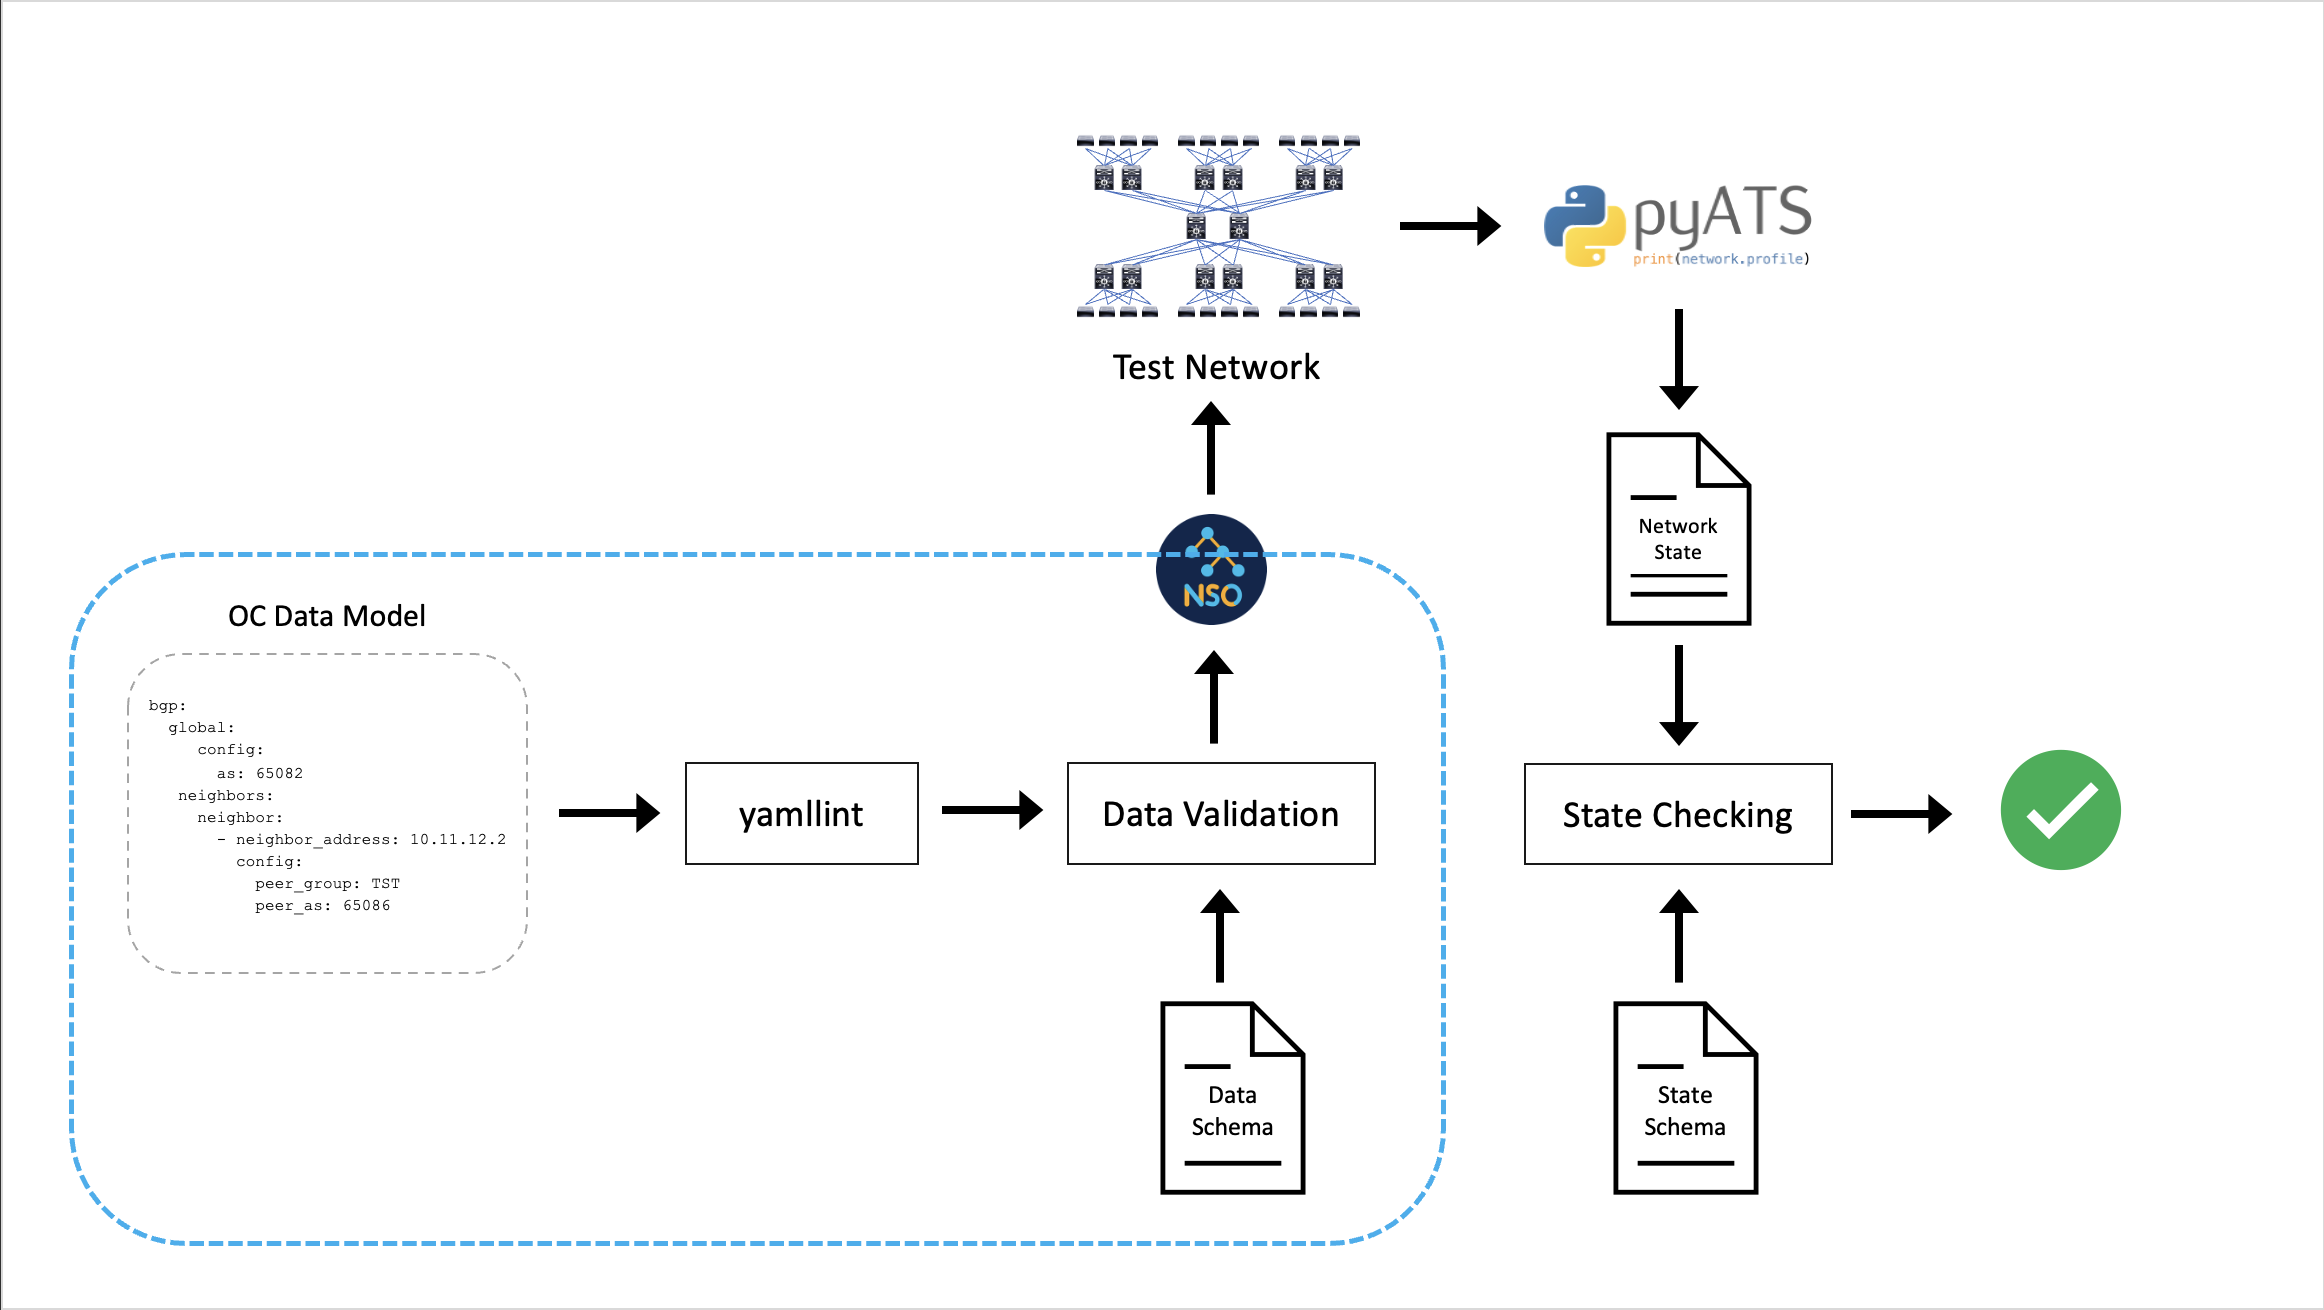 pyATS
print(network.profile)
Test Network
Network
State
NSO
OC Data Model
bgp:
global:
config:
as: 65082
neighbors:
neighbor:
- neighbor_address: 10.11.12.2
config:
peer_group: TST
peer_as: 65086
yamllint
Data Validation
State Checking
Data
Schema
State
Schema